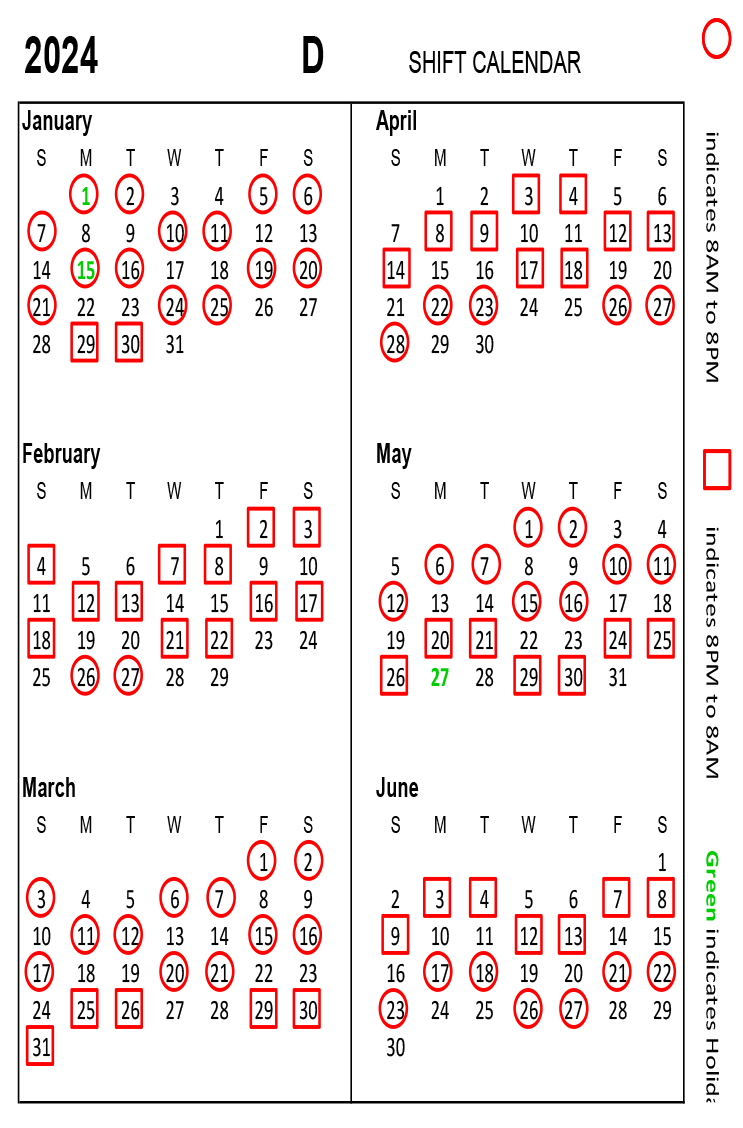 2024 D SHIFT CALENDAR
January
S M T W T F S
1 2 3 4 5 6
7 8 9 10 11 12 13
14 15 16 17 18 19 20
21 22 23 24 25 26 27
28 29 30 31
February
S M T W T F S
1 2 3
4 5 6 7 8 9 10
11 12 13 14 15 16 17
18 19 20 21 22 23 24
25 26 27 28 29
March
S M T W T F S
1 2
3 4 5 6 7 8 9
10 11 12 13 14 15 16
17 18 19 20 21 22 23
24 25 26 27 28 29 30
31
April
S M T W T F S
1 2 3 4 5 6
7 8 9 10 11 12 13
14 15 16 17 18 19 20
21 22 23 24 25 26 27
28 29 30
May
S M T W T F S
1 2 3 4
5 6 7 8 9 10 11
12 13 14 15 16 17 18
19 20 21 22 23 24 25
26 27 28 29 30 31
June
S M T W T F S
1
2 3 4 5 6 7 8
9 10 11 12 13 14 15
16 17 18 19 20 21 22
23 24 25 26 27 28 29
30
indicates 8AM to 8PM
indicates 8PM to 8AM
Green indicates